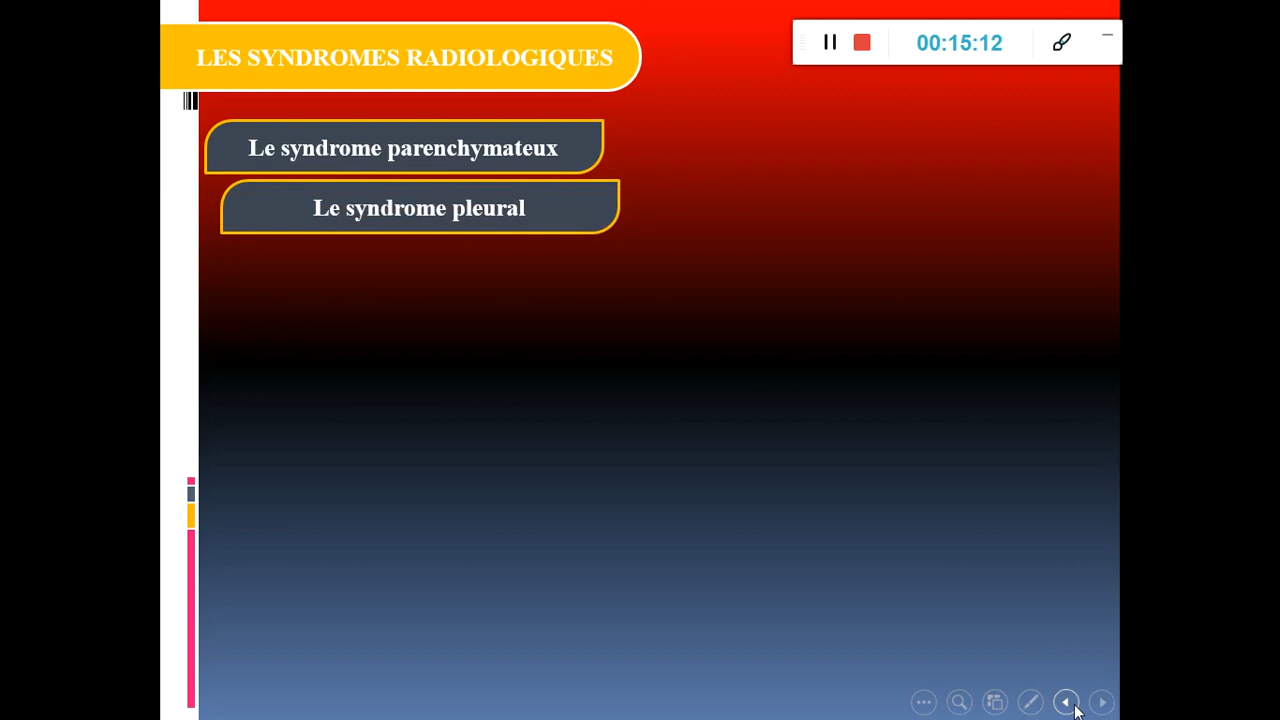 LES SYNDROMES RADIOLOGIQUES
00:15:12
Le syndrome parenchymateux
Le syndrome pleural